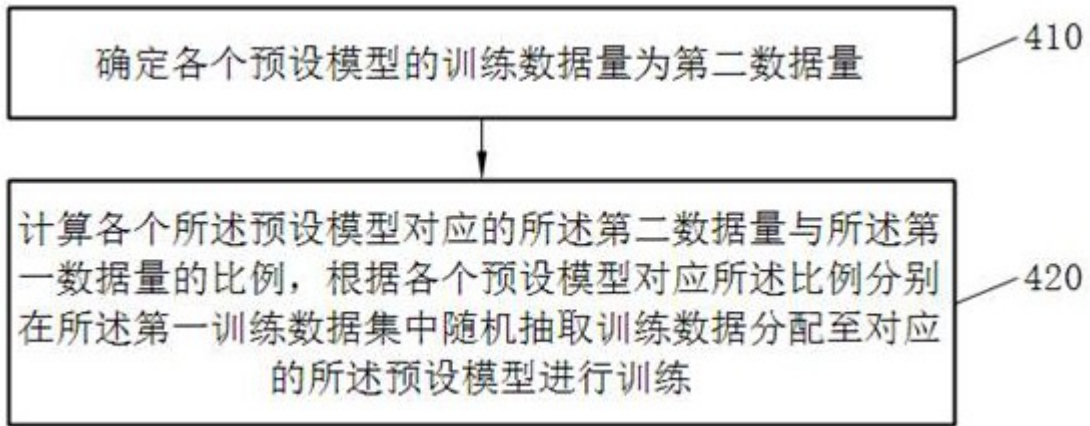 确定各个预设模型的训练数据量为第二数据量
410
计算各个所述预设模型对应的所述第二数据量与所述第
一数据量的比例，根据各个预设模型对应所述比例分别
在所述第一训练数据集中随机抽取训练数据分配至对应
的所述预设模型进行训练
420